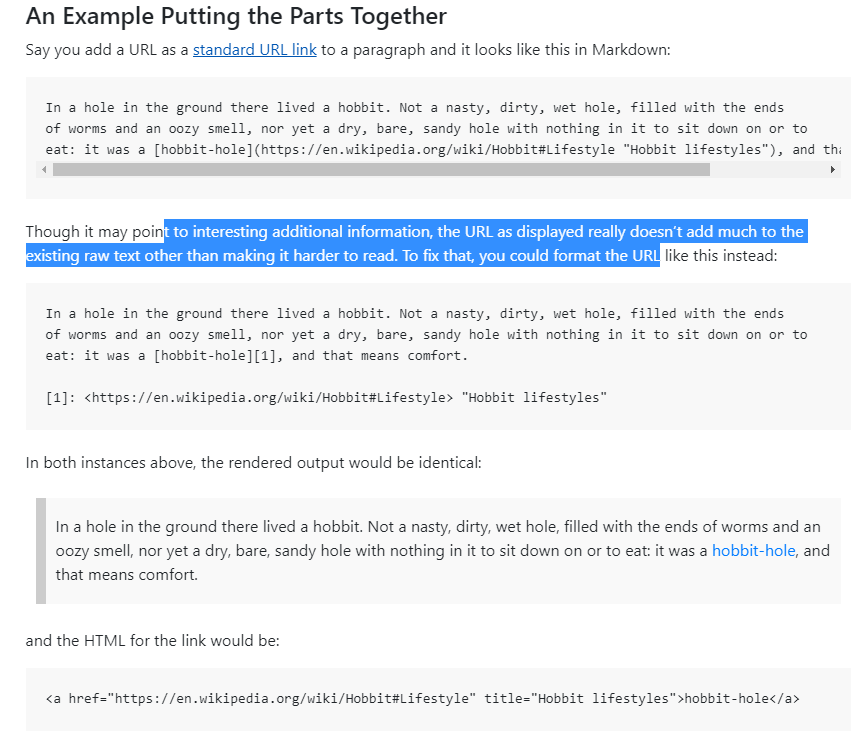 An Example Putting the Parts Together
Say you add a URL as a standard URL link to a paragraph and it looks like this in Markdown:
In a hole in the ground there lived a hobbit. Not a nasty, dirty, wet hole, filled with the ends
of worms and an oozy smell, nor yet a dry, bare, sandy hole with nothing in it to sit down on or to
eat: it was a [hobbit-hole](https://en.wikipedia.org/wiki/Hobbit#Lifestyle "Hobbit lifestyles"), and
Though it may point to interesting additional information, the URL as displayed really doesn’t add much to the
existing raw text other than making it harder to read. To fix that, you could format the URL like this instead:
In a hole in the ground there lived a hobbit. Not a nasty, dirty, wet hole, filled with the ends
of worms and an oozy smell, nor yet a dry, bare, sandy hole with nothing in it to sit down on or to
eat: it was a [hobbit-hole][1], and that means comfort.
[1]: <https://en.wikipedia.org/wiki/Hobbit#Lifestyle> "Hobbit lifestyles"
In both instances above, the rendered output would be identical:
In a hole in the ground there lived a hobbit. Not a nasty, dirty, wet hole, filled with the ends of worms and an
oozy smell, nor yet a dry, bare, sandy hole with nothing in it to sit down on or to eat: it was a hobbit-hole, and
that means comfort.
and the HTML for the link would be:
<a href="https://en.wikipedia.org/wiki/Hobbit#Lifestyle" title="Hobbit lifestyles">hobbit-hole</a>